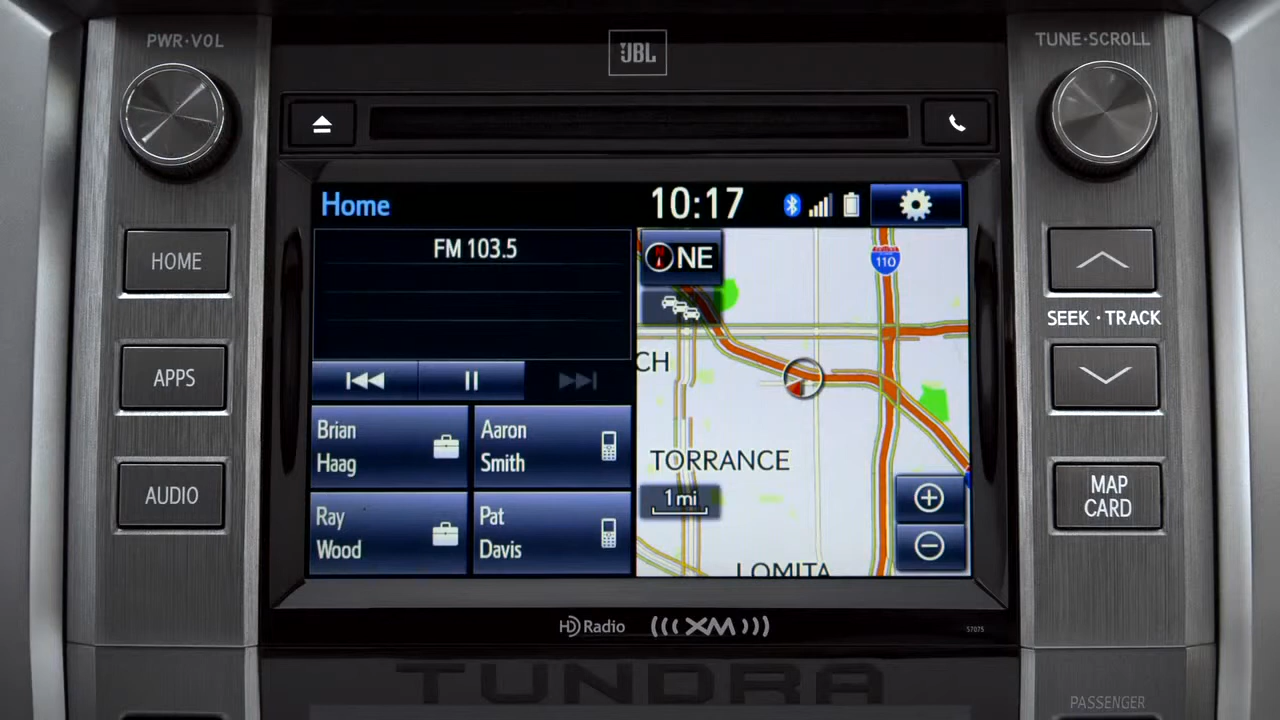 PWR·VOL
JBL
TUNE·SCROLL
Home
10:17
FM 103.5
N
NE
110
HOME
APPS
AUDIO
SEEK · TRACK
MAP
CARD
CH
TORRANCE
1 mi
LOMITA
Brian
Haag
Aaron
Smith
Ray
Wood
Pat
Davis
HD Radio
((( XM )))
57075
TUNDRA
PASSENGER